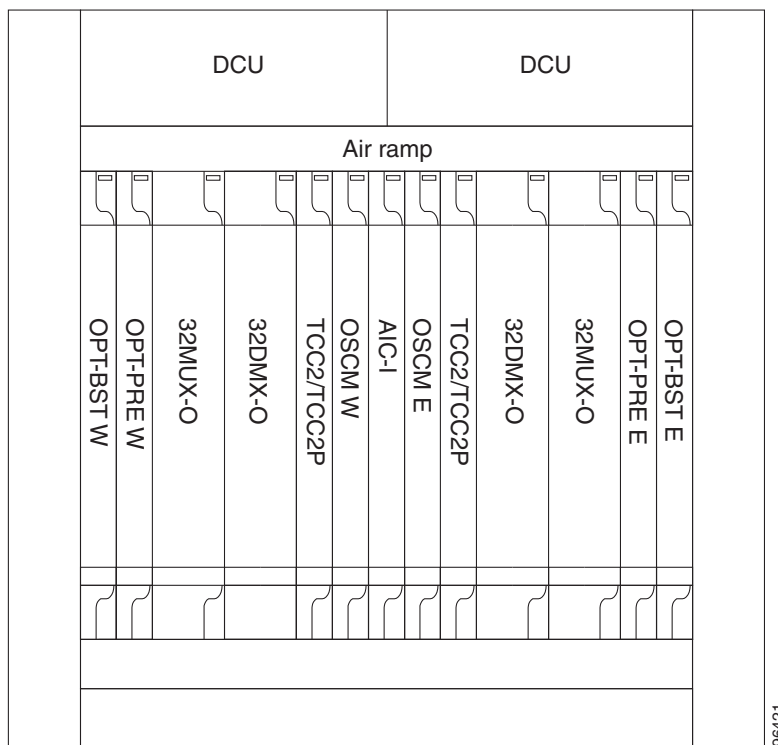 DCU
DCU
Air ramp
OPT-BST W
OPT-PRE W
32MUX-O
32DMX-O
TCC2/TCC2P
OSCM W
AIC-I
OSCM E
TCC2/TCC2P
32DMX-O
32MUX-O
OPT-PRE E
OPT-BST E
96421